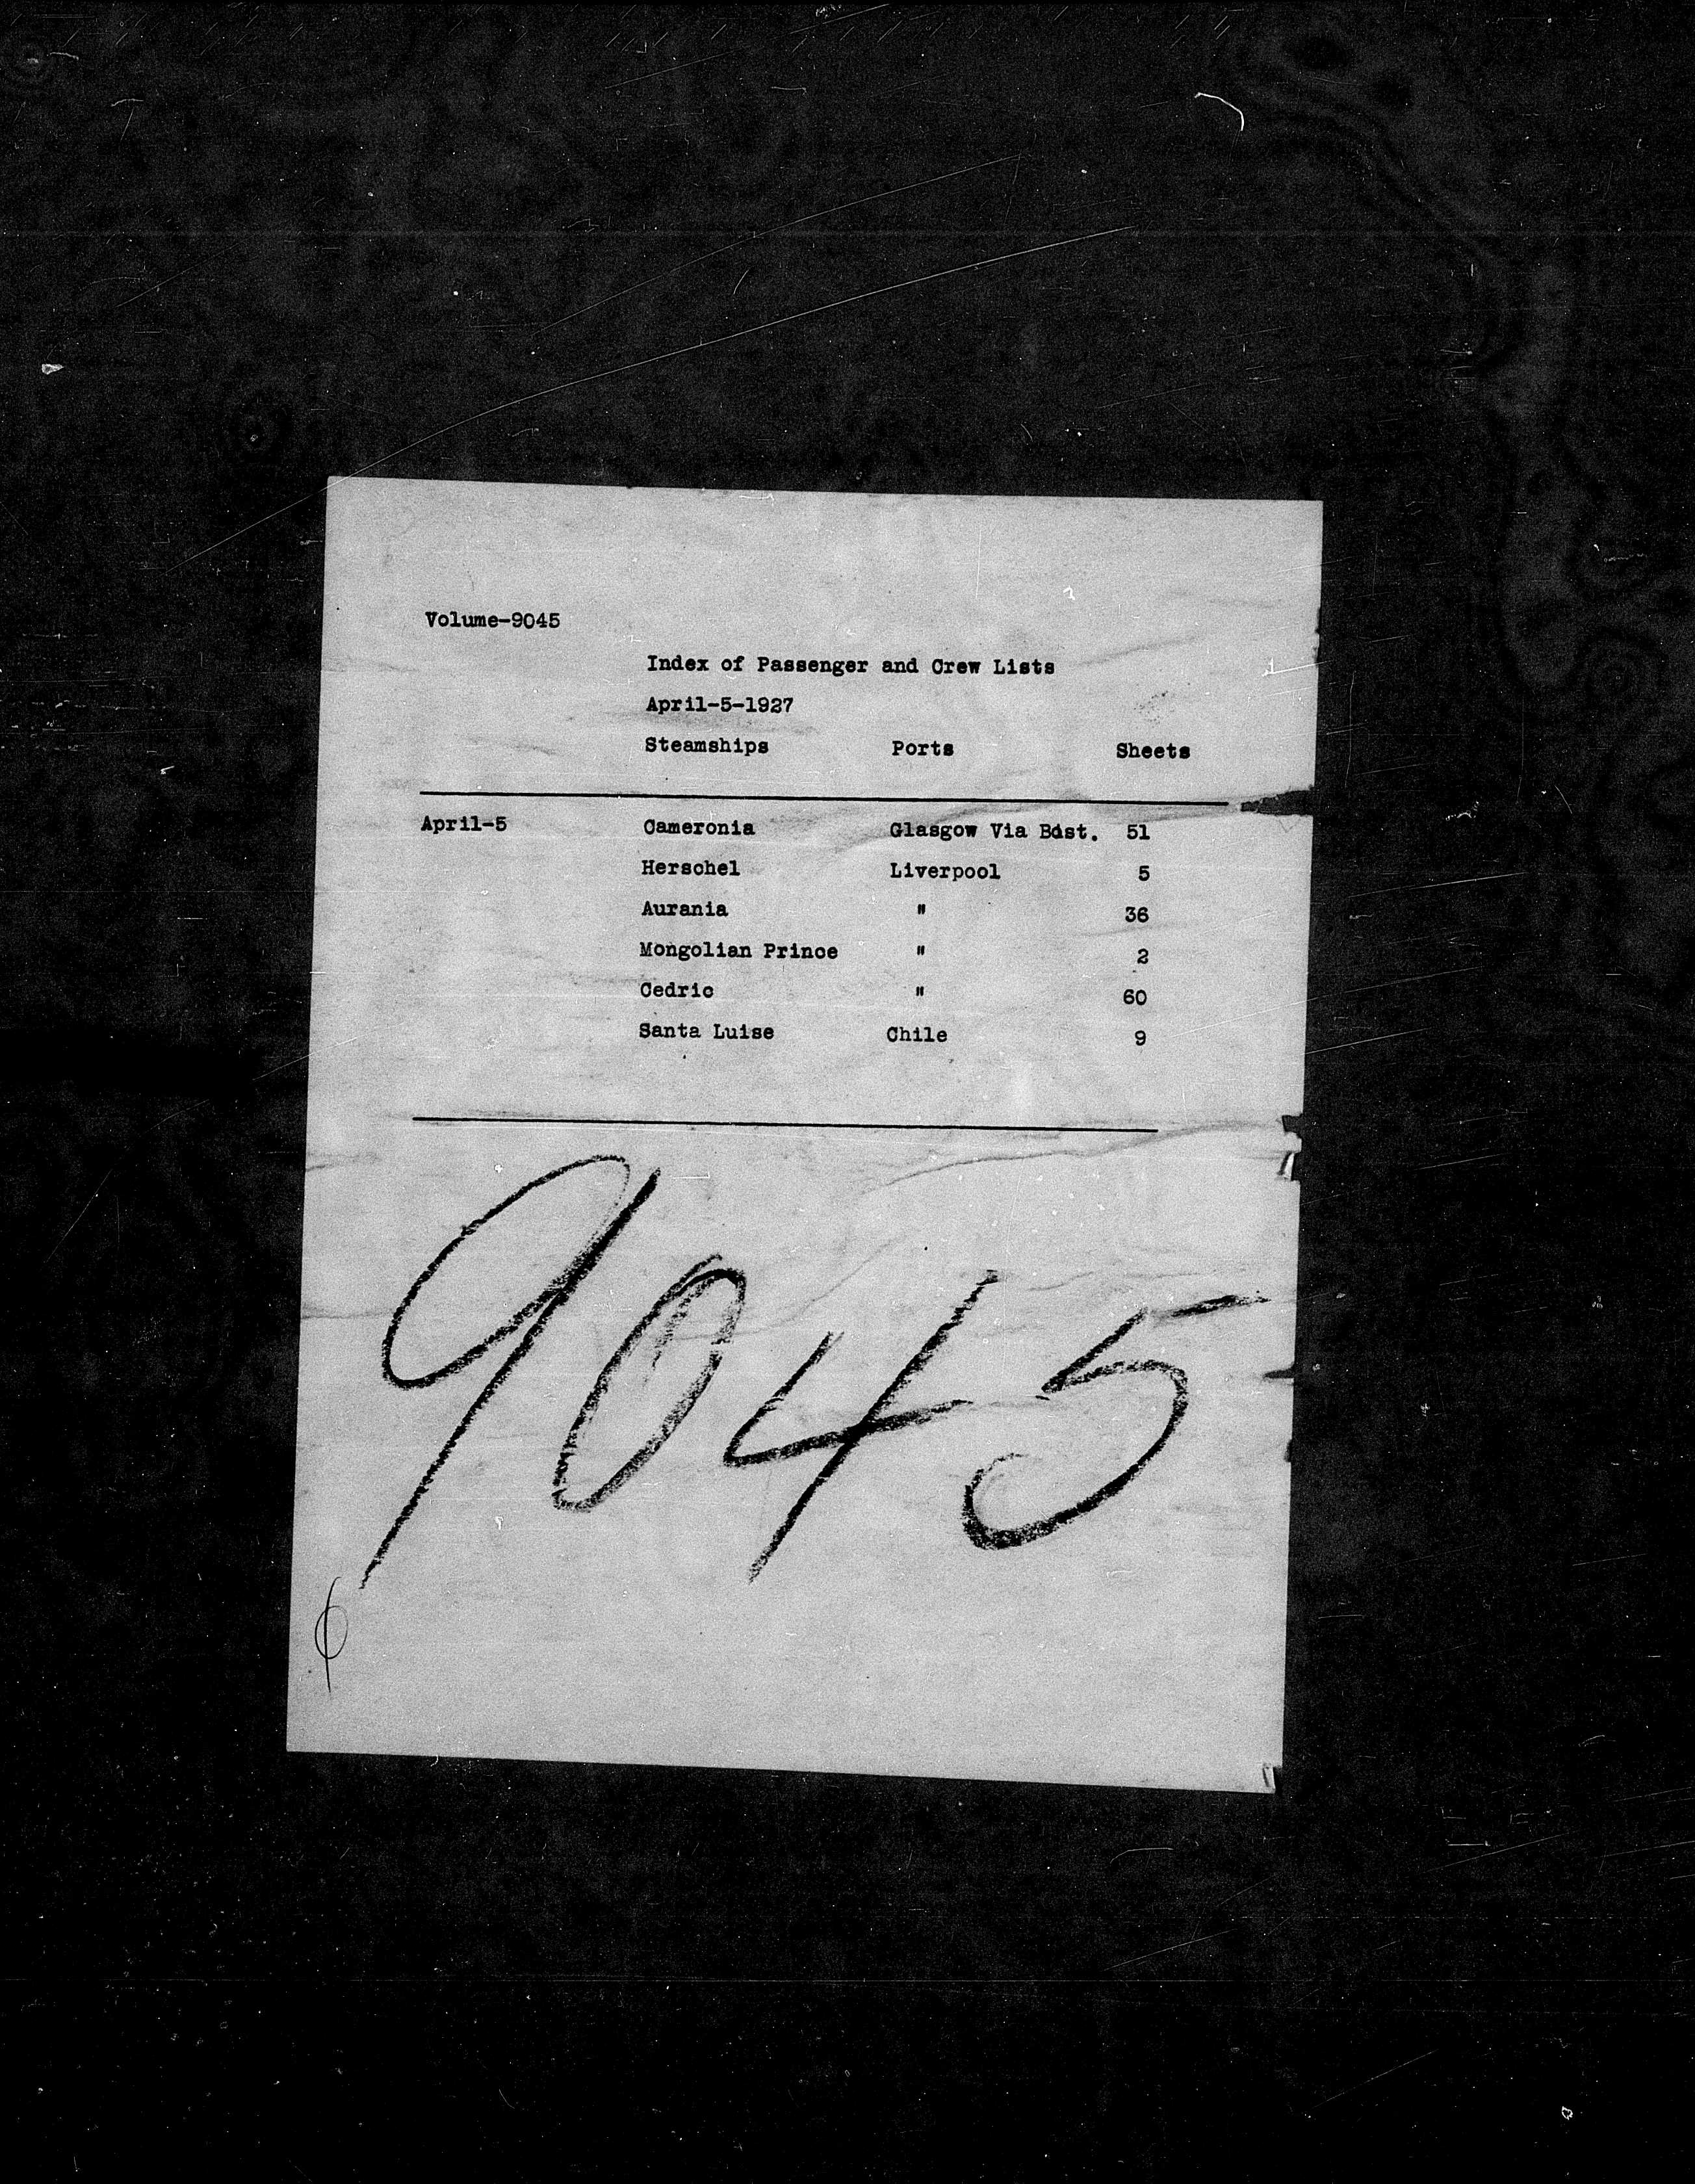 Volume-9045
Index of Passenger and Crew Lists
April-5-1927
Steamships Ports Sheets
April-5 Cameronia Glasgow Via Bdst. 51
Herschel Liverpool 5
Aurania " 36
Mongolian Prince " 2
Cedric " 60
Santa Luise Chile 9
9045